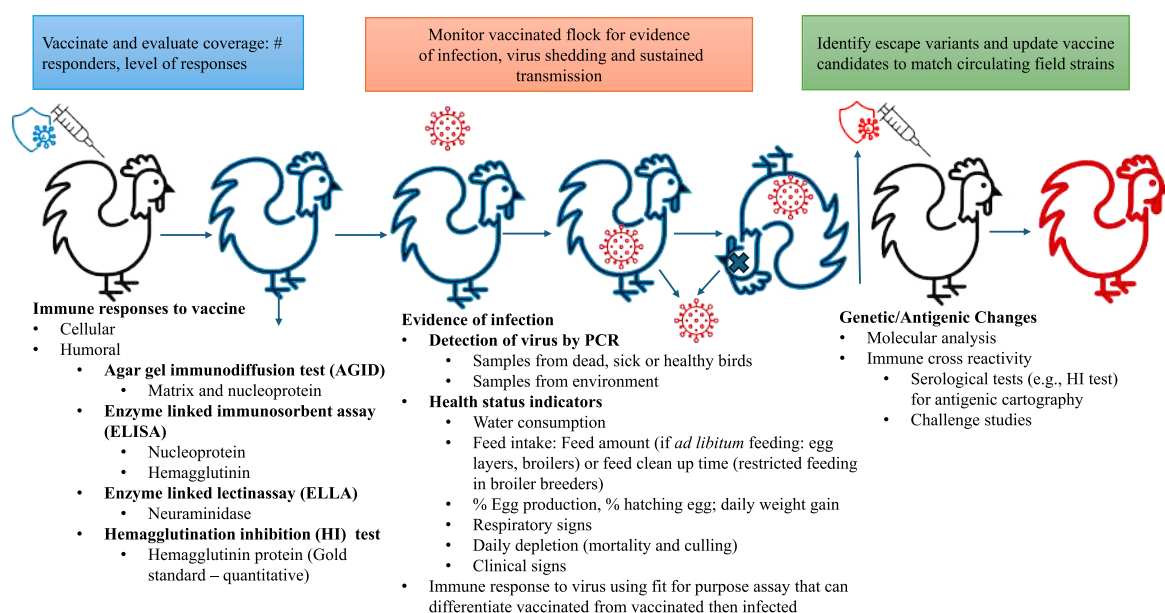 Vaccinate and evaluate coverage: #
responders, level of responses
Monitor vaccinated flock for evidence
of infection, virus shedding and sustained
transmission
Identify escape variants and update vaccine
candidates to match circulating field strains
Immune responses to vaccine
• Cellular
• Humoral
• Agar gel immunodiffusion test (AGID)
• Matrix and nucleoprotein
• Enzyme linked immunosorbent assay
(ELISA)
• Nucleoprotein
• Hemagglutinin
• Enzyme linked lectinassay (ELLA)
• Neuraminidase
• Hemagglutination inhibition (HI) test
• Hemagglutinin protein (Gold
standard – quantitative)
Evidence of infection
• Detection of virus by PCR
• Samples from dead, sick or healthy birds
• Samples from environment
• Health status indicators
• Water consumption
• Feed intake: Feed amount (if ad libitum feeding: egg
layers, broilers) or feed clean up time (restricted feeding
in broiler breeders)
• % Egg production, % hatching egg; daily weight gain
• Respiratory signs
• Daily depletion (mortality and culling)
• Clinical signs
• Immune response to virus using fit for purpose assay that can
differentiate vaccinated from vaccinated then infected
Genetic/Antigenic Changes
• Molecular analysis
• Immune cross reactivity
• Serological tests (e.g., HI test)
for antigenic cartography
• Challenge studies